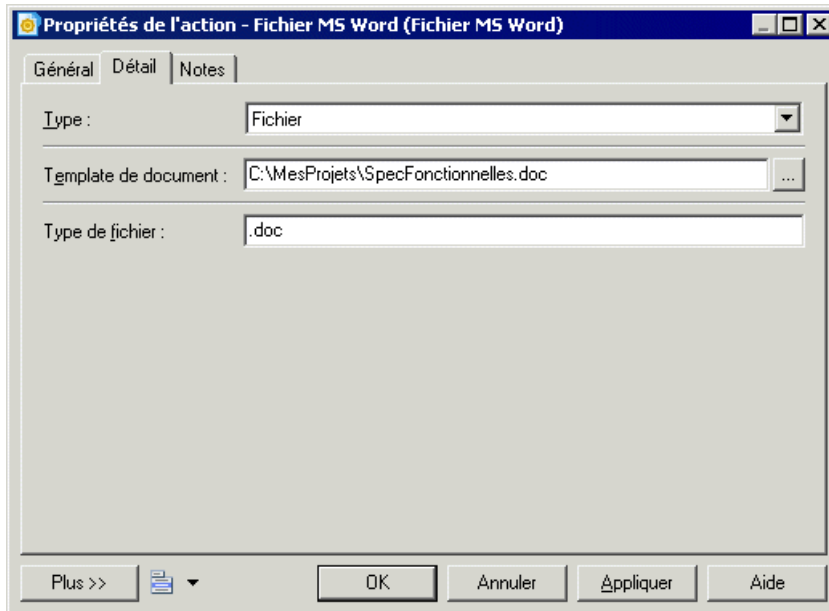 Propriétés de l'action - Fichier MS Word (Fichier MS Word)
Général Détail Notes
Type : Fichier
Template de document : C:\MesProjets\SpecFonctionnelles.doc ...
Type de fichier : .doc
Plus >> OK Annuler Appliquer Aide